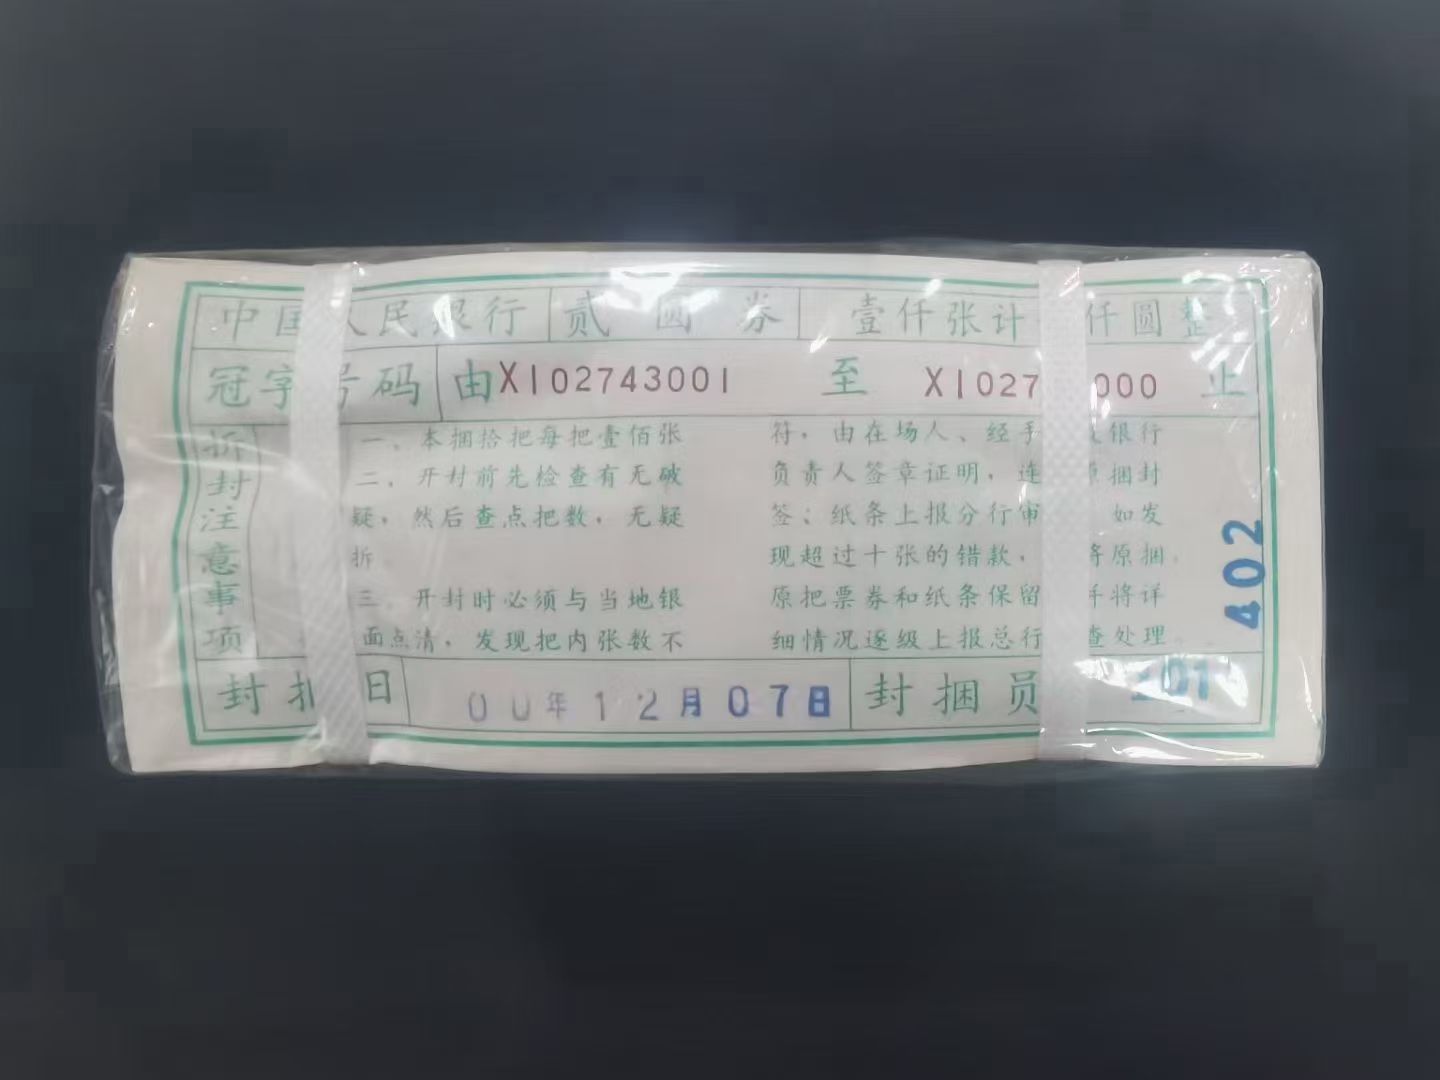 中国人民银行 贰圆券 壹仟张计 仟圆整
冠字号码 由XI02743001 至 XI027 000 止
拆封注意事项
一、本捆拾把每把壹佰张
二、开封前先检查有无破
疑，然后查点把数，无疑
拆
三、开封时必须与当地银
面点清，发现把内张数不
符，由在场人、经手 银行
负责人签章证明，连 原捆封
签、纸条上报分行审 如发
现超过十张的错款， 将原捆
原把票券和纸条保留 并将详
细情况逐级上报总行 查处理
402
封捆日 00年12月07日 封捆员 201